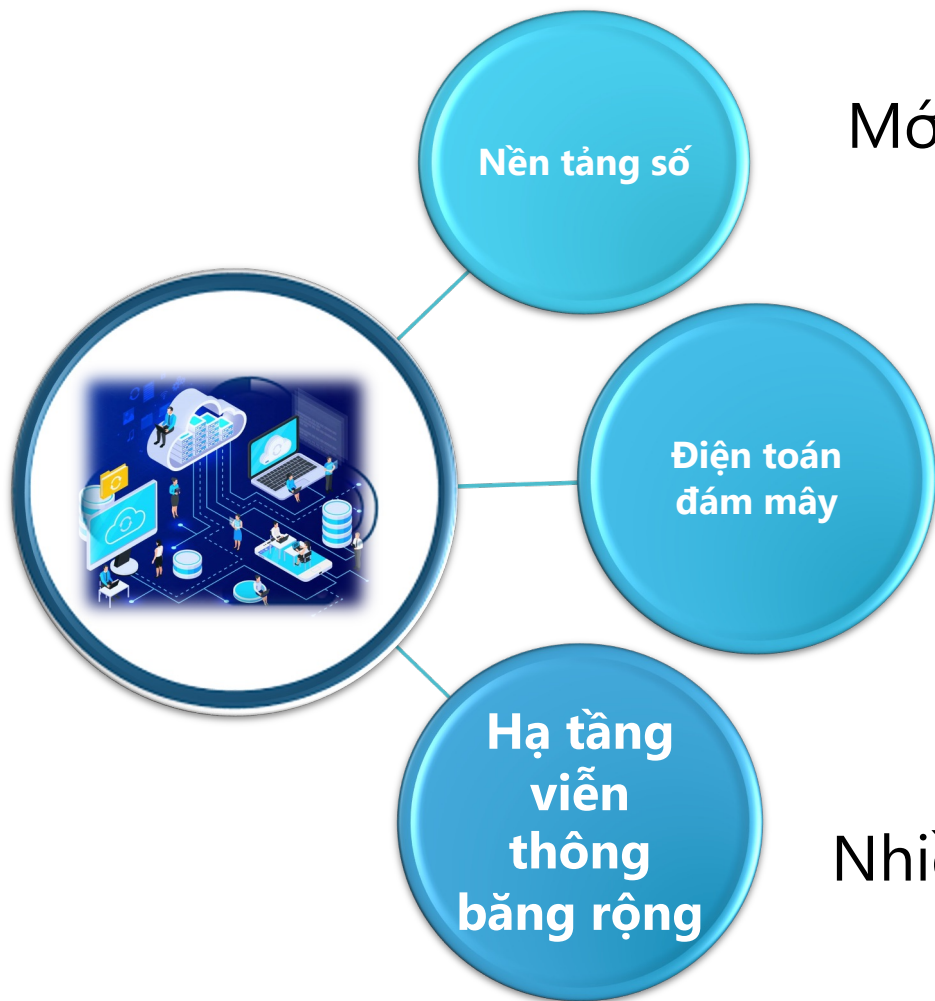 Nền tảng số
Điện toán
đám mây
Hạ tầng
viễn
thông
băng rộng